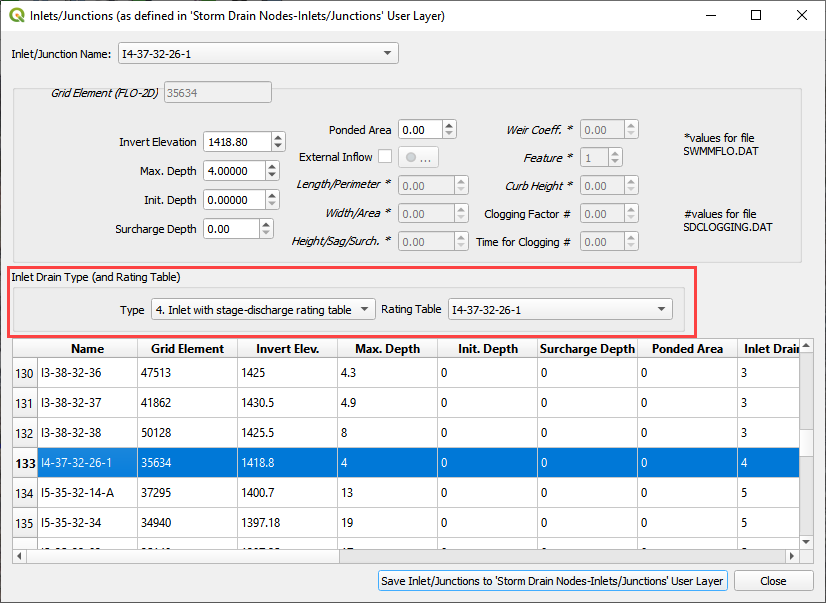 Inlets/Junctions (as defined in 'Storm Drain Nodes-Inlets/Junctions' User Layer)
Inlet/Junction Name: I4-37-32-26-1
Grid Element (FLO-2D) 35634
Invert Elevation 1418.80
Max. Depth 4.00000
Init. Depth 0.00000
Surcharge Depth 0.00
Ponded Area 0.00
External Inflow ...
Length/Perimeter * 0.00
Width/Area * 0.00
Height/Sag/Surch. * 0.00
Weir Coeff. * 0.00
Feature * 1
Curb Height * 0.00
Clogging Factor # 0.00
Time for Clogging # 0.00
*values for file
SWMMFLO.DAT
#values for file
SDCLOGGING.DAT
Inlet Drain Type (and Rating Table)
Type 4. Inlet with stage-discharge rating table Rating Table I4-37-32-26-1
Name Grid Element Invert Elev. Max. Depth Init. Depth Surcharge Depth Ponded Area Inlet Drain
130 I3-38-32-36 47513 1425 4.3 0 0 0 3
131 I3-38-32-37 41862 1430.5 4.9 0 0 0 3
132 I3-38-32-38 50128 1425.5 8 0 0 0 3
133 I4-37-32-26-1 35634 1418.8 4 0 0 0 4
134 I5-35-32-14-A 37295 1400.7 13 0 0 0 5
135 I5-35-32-34 34940 1397.18 19 0 0 0 5
Save Inlet/Junctions to 'Storm Drain Nodes-Inlets/Junctions' User Layer Close